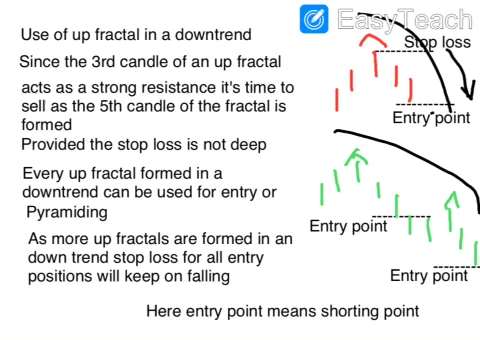 EasyTeach
Use of up fractal in a downtrend
Stop loss
Since the 3rd candle of an up fractal
acts as a strong resistance it's time to
sell as the 5th candle of the fractal is
formed
Entry point
Provided the stop loss is not deep
Every up fractal formed in a
downtrend can be used for entry or
Pyramiding
Entry point
As more up fractals are formed in an
down trend stop loss for all entry
positions will keep on falling
Entry point
Here entry point means shorting point